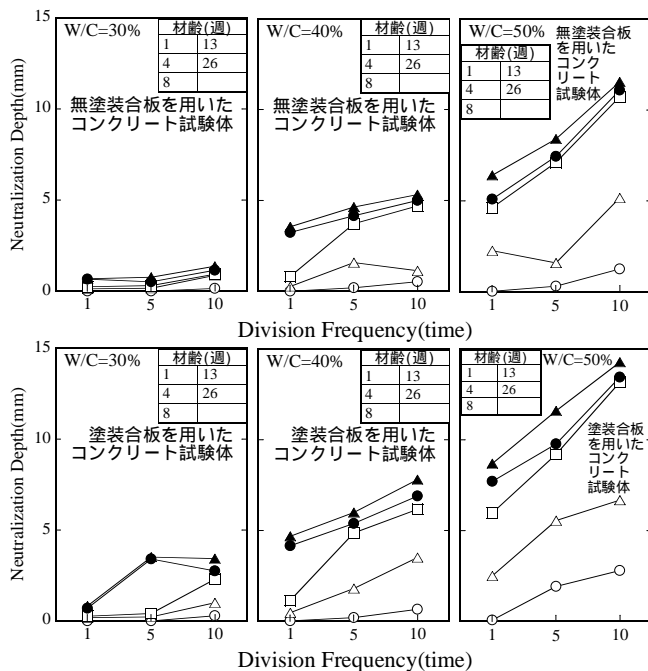 15
10
5
0
Neutralization Depth(mm)
W/C=30%
材齢(週)
1 13
4 26
8
無塗装合板を用いた
コンクリート試験体
W/C=40%
材齢(週)
1 13
4 26
8
無塗装合板を用いた
コンクリート試験体
W/C=50%
材齢(週)
1 13
4 26
8
無塗装合板
を用いた
コンク
リート
試験体
1 5 10
1 5 10
1 5 10
Division Frequency(time)
15
10
5
0
Neutralization Depth(mm)
W/C=30%
材齢(週)
1 13
4 26
8
塗装合板を用いた
コンクリート試験体
W/C=40%
材齢(週)
1 13
4 26
8
塗装合板を用いた
コンクリート試験体
材齢(週)
1 13
4 26
8
W/C=50%
塗装合板
を用いた
コンク
リート
試験体
1 5 10
1 5 10
1 5 10
Division Frequency(time)